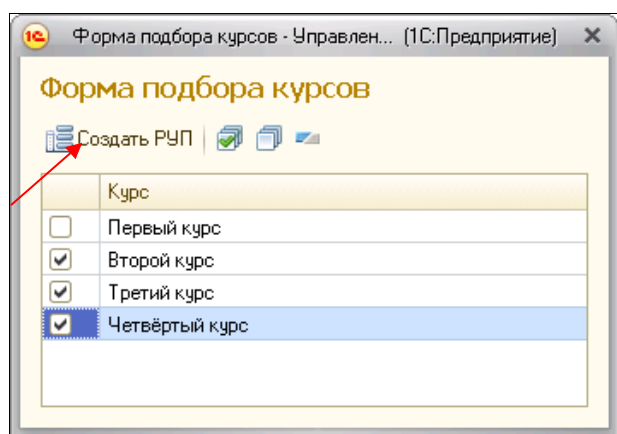 1С Форма подбора курсов - Управлен... (1С:Предприятие)
Форма подбора курсов
Создать РУП
Курс
Первый курс
Второй курс
Третий курс
Четвёртый курс